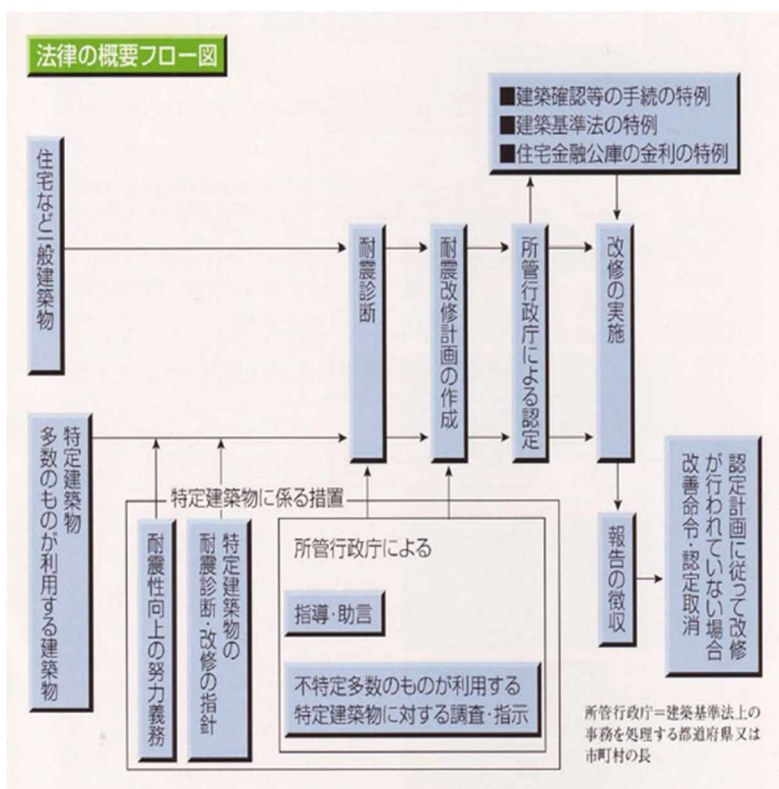 法律の概要フロー図
■建築確認等の手続の特例
■建築基準法の特例
■住宅金融公庫の金利の特例
住宅など一般建築物
耐震診断
耐震改修計画の作成
所管行政庁による認定
改修の実施
特定建築物
多数のものが利用する建築物
特定建築物に係る措置
耐震性向上の努力義務
特定建築物の
耐震診断・改修の指針
所管行政庁による
指導・助言
不特定多数のものが利用する
特定建築物に対する調査・指示
報告の徴収
認定計画に従って改修
が行われていない場合
改善命令・認定取消
所管行政庁＝建築基準法上の
事務を処理する都道府県又は
市町村の長